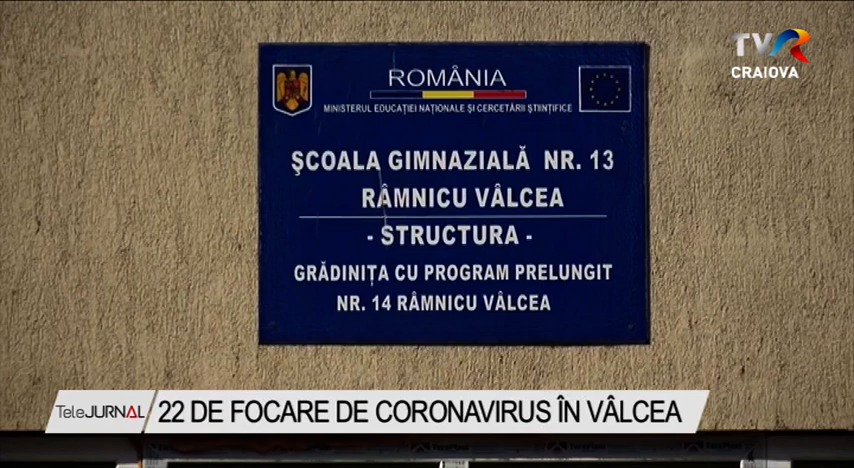 TVR
CRAIOVA
ROMÂNIA
MINISTERUL EDUCAȚIEI NAȚIONALE ȘI CERCETĂRII ȘTIINȚIFICE
ŞCOALA GIMNAZIALĂ NR. 13
RÂMNICU VÂLCEA
- STRUCTURA -
GRĂDINIȚA CU PROGRAM PRELUNGIT
NR. 14 RÂMNICU VÂLCEA
TeleJURNAL 22 DE FOCARE DE CORONAVIRUS ÎN VÂLCEA